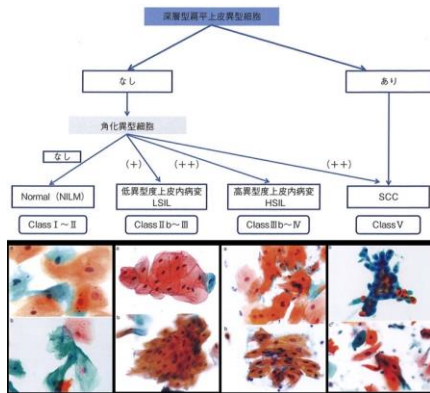 深層型扁平上皮異型細胞
なし
あり
角化異型細胞
なし
(+)
(++)
(++)
Normal (NILM)
低異型度上皮内病変
LSIL
高異型度上皮内病変
HSIL
SCC
Class Ⅰ～Ⅱ
Class Ⅱb～Ⅲ
Class Ⅲb～Ⅳ
Class Ⅴ